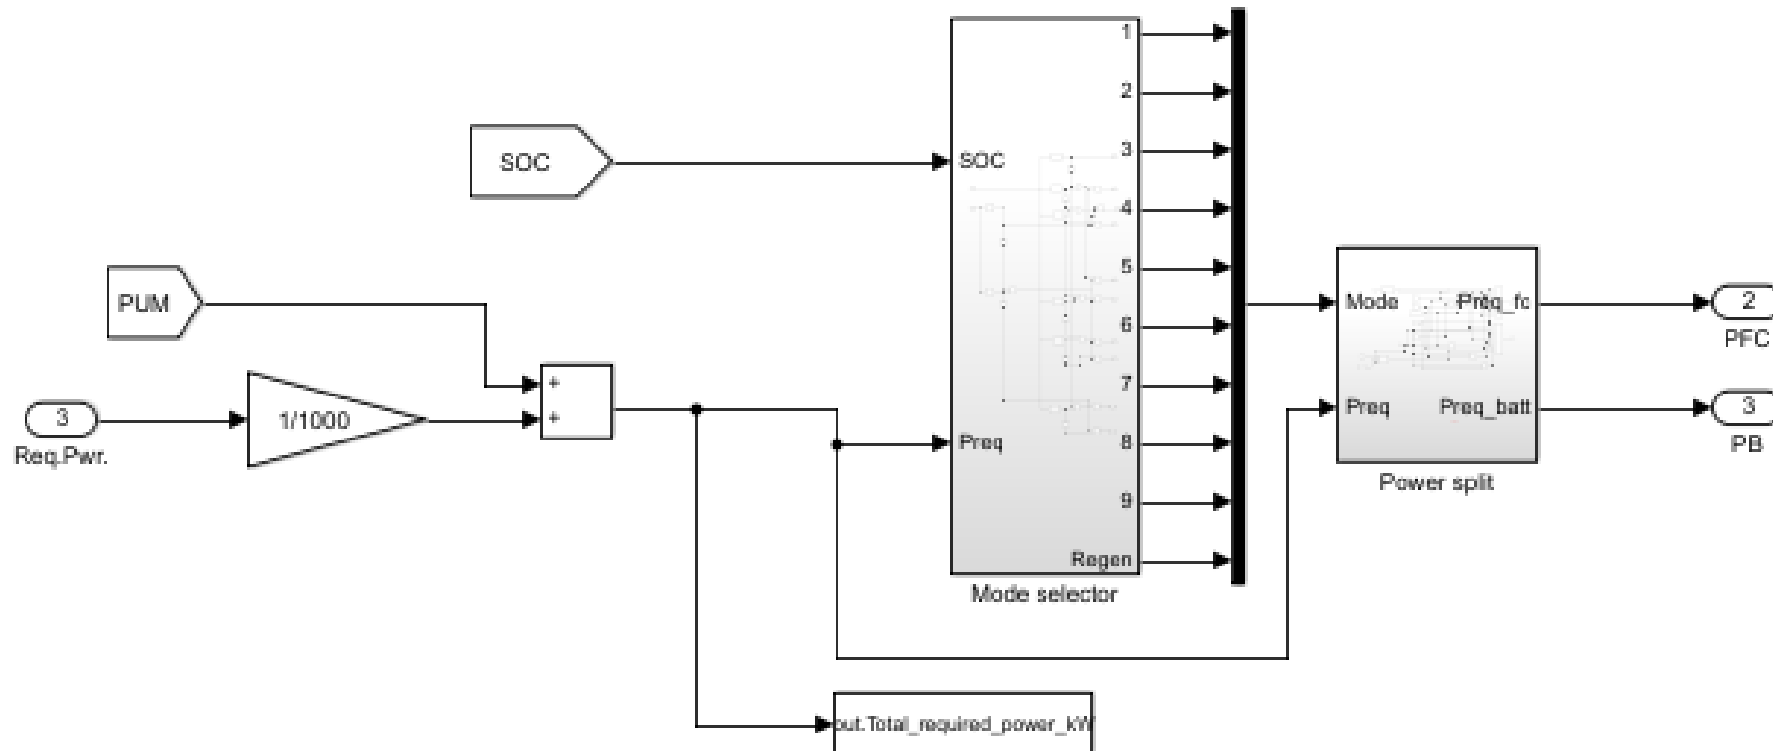 1
2
SOC
SOC
3
4
5
PUM
Mode
Preq_fc
2
PFC
6
+
+
7
3
Req.Pwr.
1/1000
Preq
Preq_batt
3
PB
Preq
8
Power split
9
Regen
Mode selector
out.Total_required_power_kW